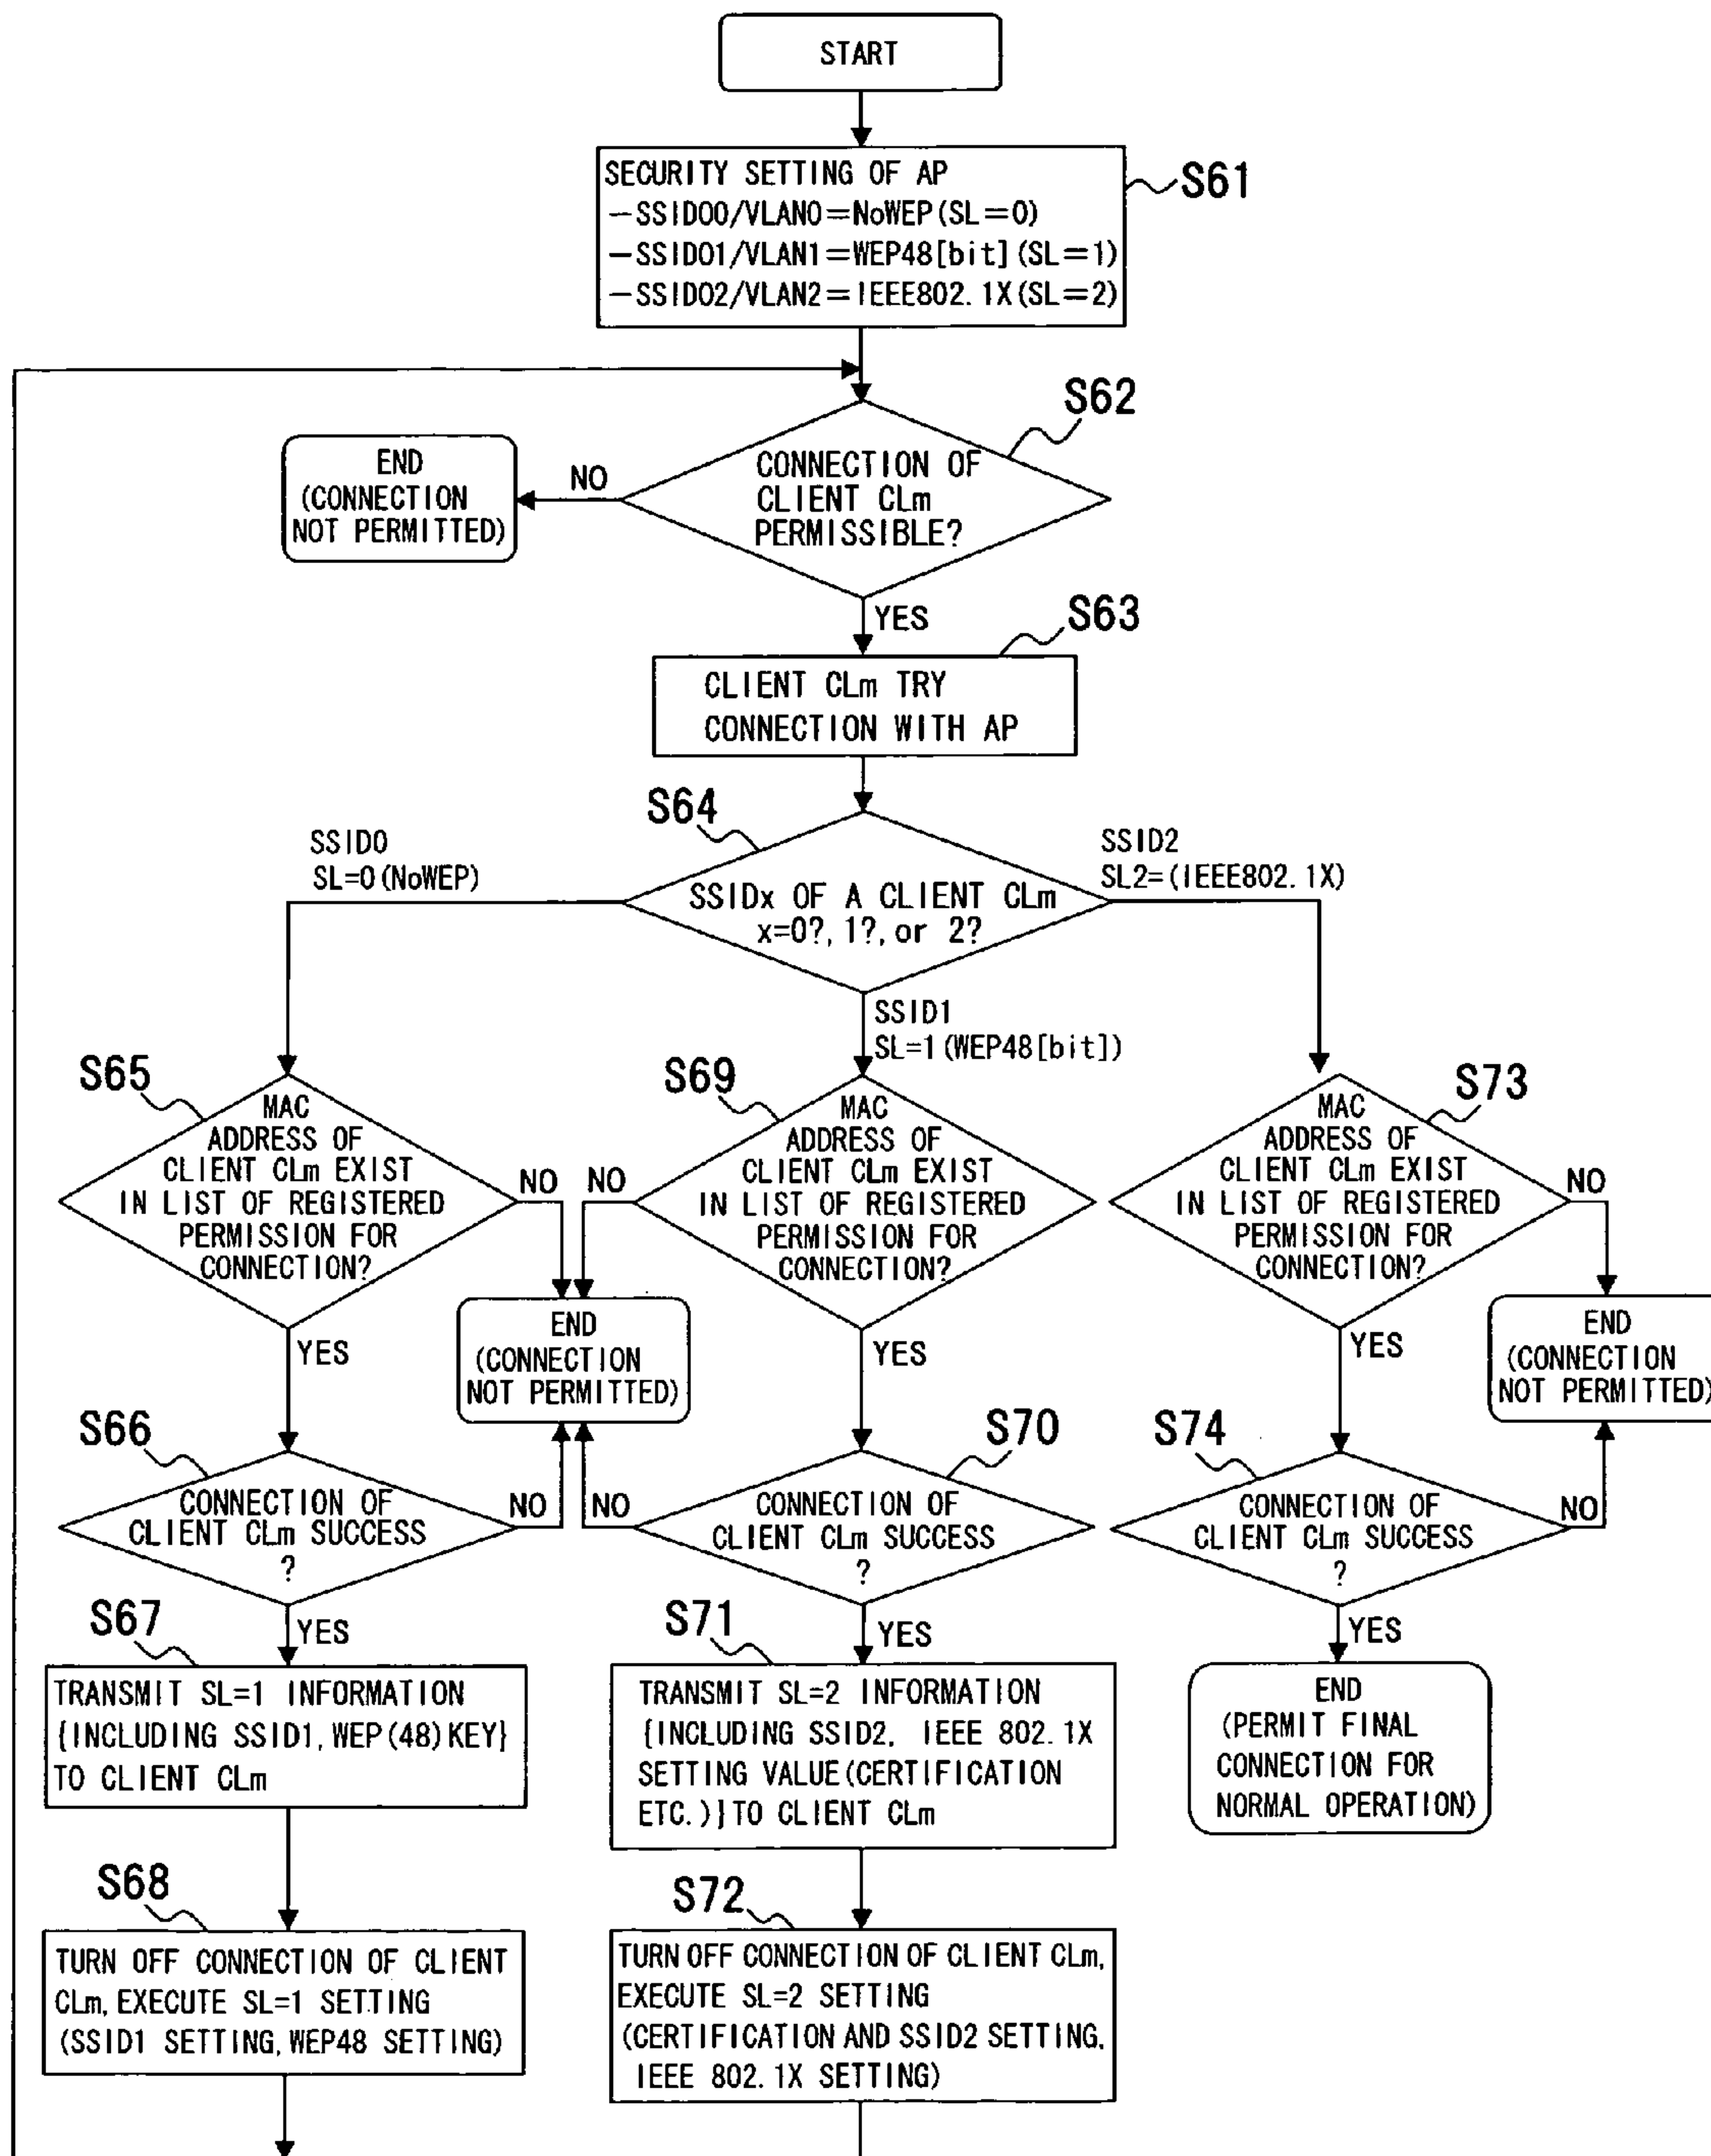 START
SECURITY SETTING OF AP
-SSID00/VLAN0=NoWEP(SL=0)
-SSID01/VLAN1=WEP48[bit](SL=1)
-SSID02/VLAN2=IEEE802.1X(SL=2)
S61
S62
CONNECTION OF
CLIENT CLm
PERMISSIBLE?
NO
END
(CONNECTION
NOT PERMITTED)
YES
S63
CLIENT CLm TRY
CONNECTION WITH AP
S64
SSIDx OF A CLIENT CLm
x=0?, 1?, or 2?
SSID0
SL=0(NoWEP)
SSID1
SL=1(WEP48[bit])
SSID2
SL2=(IEEE802.1X)
S65
MAC
ADDRESS OF
CLIENT CLm EXIST
IN LIST OF REGISTERED
PERMISSION FOR
CONNECTION?
NO
YES
S69
MAC
ADDRESS OF
CLIENT CLm EXIST
IN LIST OF REGISTERED
PERMISSION FOR
CONNECTION?
NO
YES
S73
MAC
ADDRESS OF
CLIENT CLm EXIST
IN LIST OF REGISTERED
PERMISSION FOR
CONNECTION?
NO
YES
END
(CONNECTION
NOT PERMITTED)
END
(CONNECTION
NOT PERMITTED)
S66
CONNECTION OF
CLIENT CLm SUCCESS
?
NO
YES
S70
CONNECTION OF
CLIENT CLm SUCCESS
?
NO
YES
S74
CONNECTION OF
CLIENT CLm SUCCESS
?
NO
YES
S67
TRANSMIT SL=1 INFORMATION
{INCLUDING SSID1, WEP(48)KEY}
TO CLIENT CLm
S71
TRANSMIT SL=2 INFORMATION
{INCLUDING SSID2, IEEE 802.1X
SETTING VALUE(CERTIFICATION
ETC.)}TO CLIENT CLm
END
(PERMIT FINAL
CONNECTION FOR
NORMAL OPERATION)
S68
TURN OFF CONNECTION OF CLIENT
CLm, EXECUTE SL=1 SETTING
(SSID1 SETTING, WEP48 SETTING)
S72
TURN OFF CONNECTION OF CLIENT CLm,
EXECUTE SL=2 SETTING
(CERTIFICATION AND SSID2 SETTING,
IEEE 802.1X SETTING)